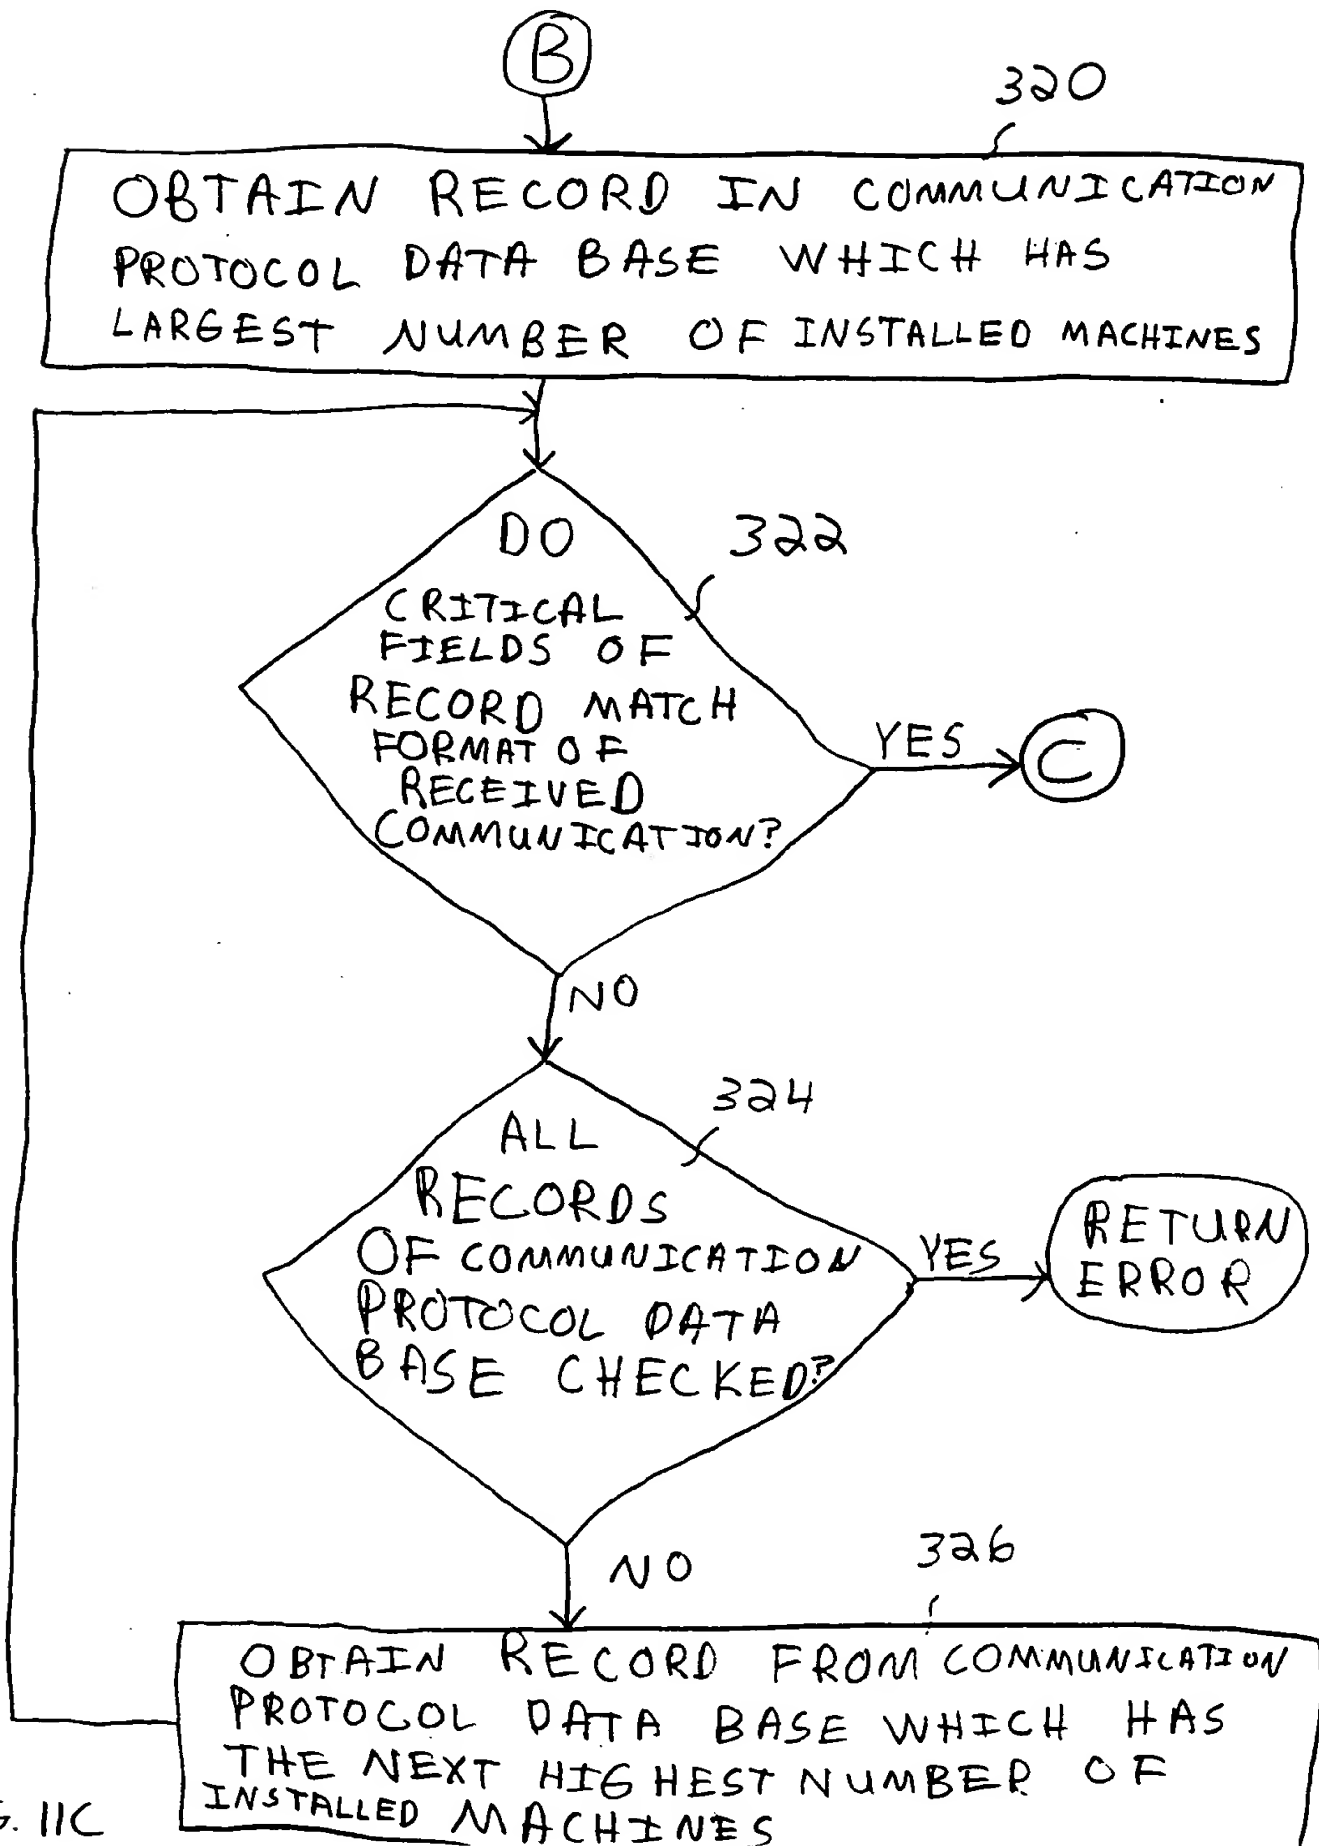 B
320
OBTAIN RECORD IN COMMUNICATION
PROTOCOL DATA BASE WHICH HAS
LARGEST NUMBER OF INSTALLED MACHINES
322
DO
CRITICAL
FIELDS OF
RECORD MATCH
FORMAT OF
RECEIVED
COMMUNICATION?
YES
C
NO
324
ALL
RECORDS
OF COMMUNICATION
PROTOCOL DATA
BASE CHECKED?
YES
RETURN
ERROR
NO
326
OBTAIN RECORD FROM COMMUNICATION
PROTOCOL DATA BASE WHICH HAS
THE NEXT HIGHEST NUMBER OF
INSTALLED MACHINES
G. 11C